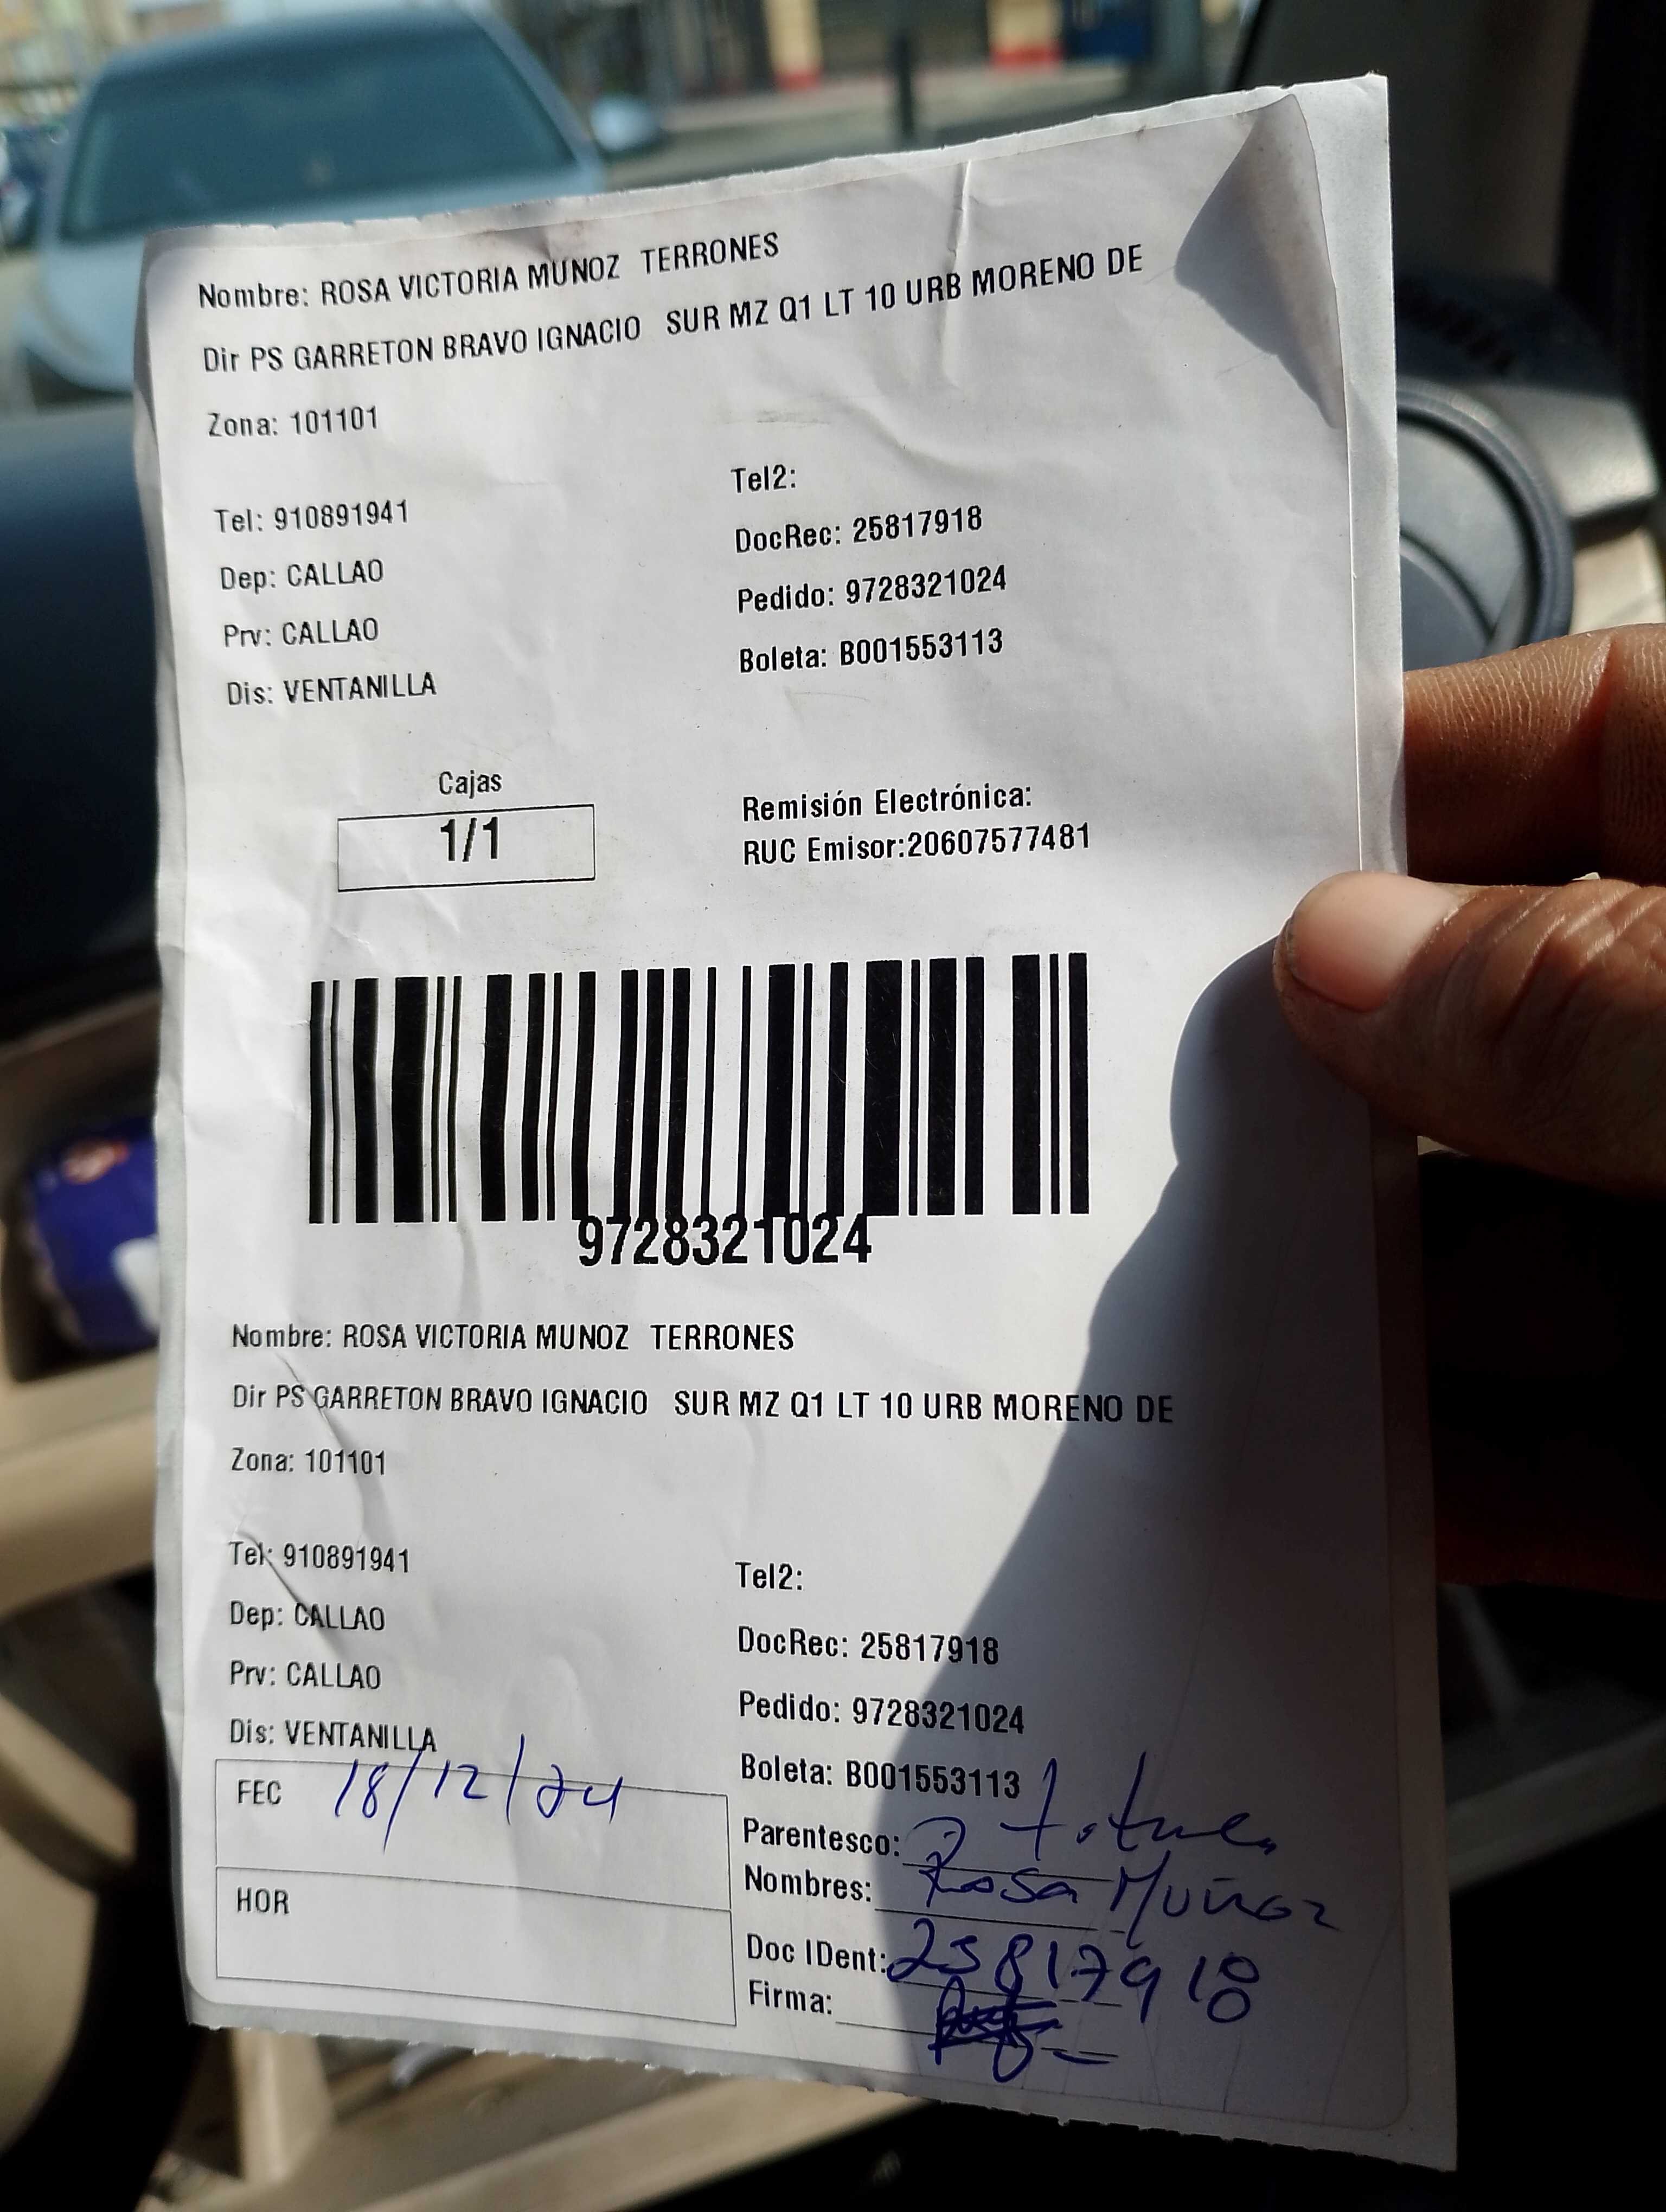 Nombre: ROSA VICTORIA MUNOZ TERRONES
Dir PS GARRETON BRAVO IGNACIO SUR MZ Q1 LT 10 URB MORENO DE
Zona: 101101
Tel: 910891941
Dep: CALLAO
Prv: CALLAO
Dis: VENTANILLA
Tel2:
DocRec: 25817918
Pedido: 9728321024
Boleta: B001553113
Cajas
1/1
Remisión Electrónica:
RUC Emisor:20607577481
9728321024
Nombre: ROSA VICTORIA MUNOZ TERRONES
Dir PS GARRETON BRAVO IGNACIO SUR MZ Q1 LT 10 URB MORENO DE
Zona: 101101
Tel: 910891941
Dep: CALLAO
Prv: CALLAO
Dis: VENTANILLA
Tel2:
DocRec: 25817918
Pedido: 9728321024
Boleta: B001553113
FEC 18/12/24
HOR
Parentesco:
Nombres: Rosa Muñoz
Doc IDent: 25817918
Firma: